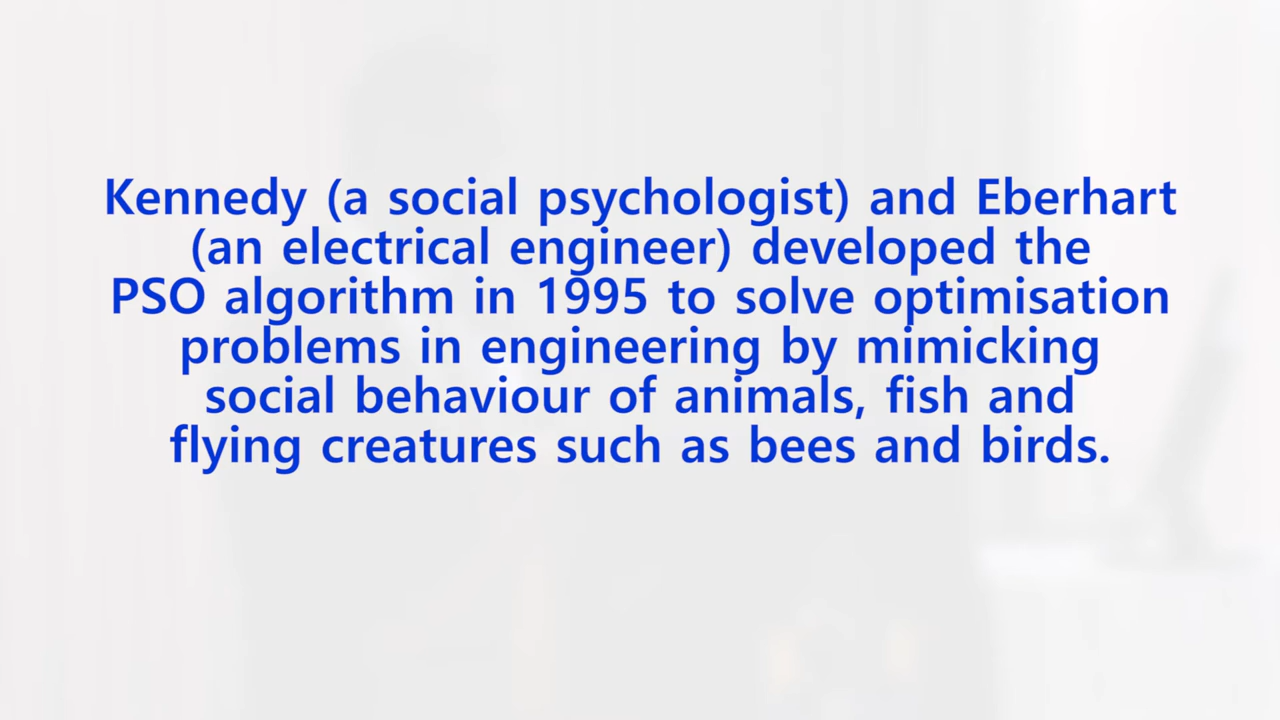 Kennedy (a social psychologist) and Eberhart
(an electrical engineer) developed the
PSO algorithm in 1995 to solve optimisation
problems in engineering by mimicking
social behaviour of animals, fish and
flying creatures such as bees and birds.